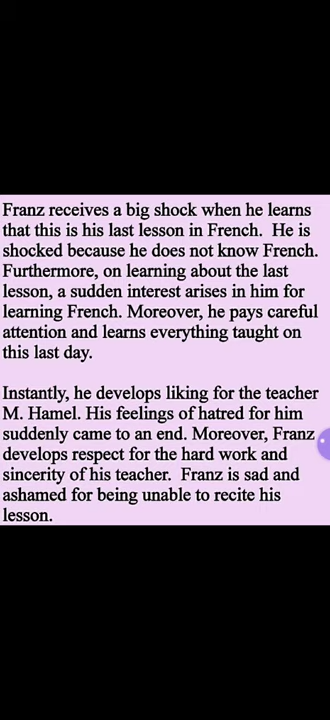 Franz receives a big shock when he learns
that this is his last lesson in French. He is
shocked because he does not know French.
Furthermore, on learning about the last
lesson, a sudden interest arises in him for
learning French. Moreover, he pays careful
attention and learns everything taught on
this last day.
Instantly, he develops liking for the teacher
M. Hamel. His feelings of hatred for him
suddenly came to an end. Moreover, Franz
develops respect for the hard work and
sincerity of his teacher. Franz is sad and
ashamed for being unable to recite his
lesson.